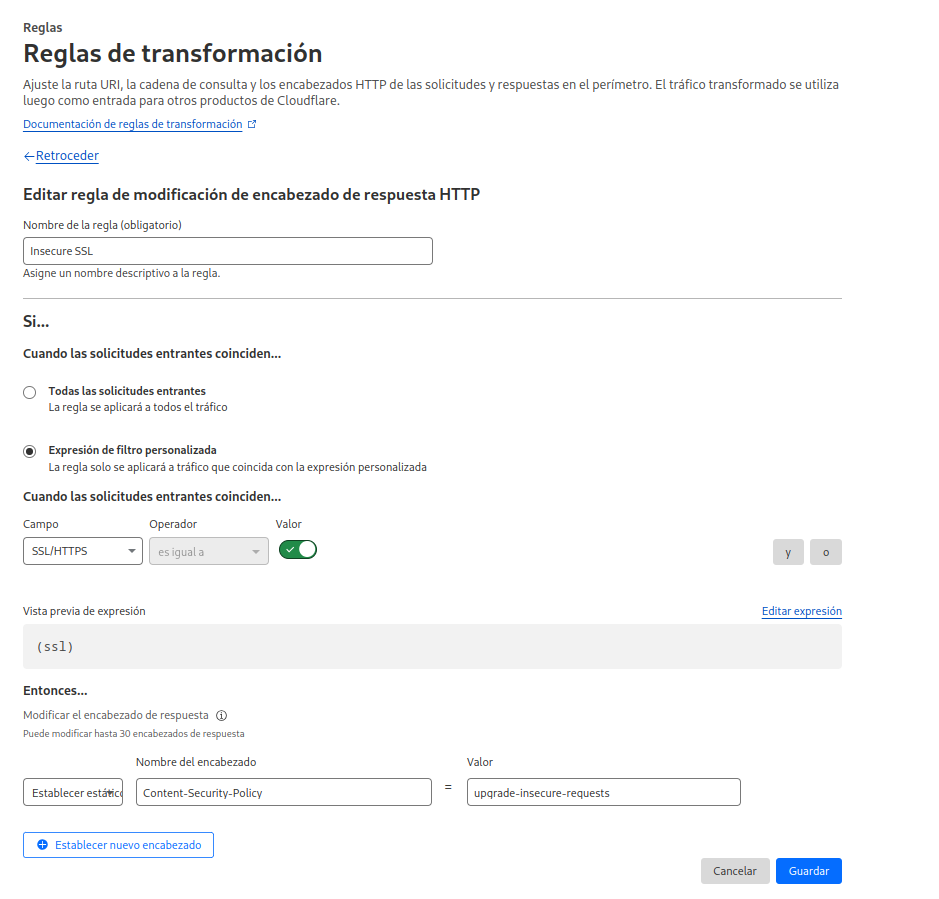 Reglas
Reglas de transformación
Ajuste la ruta URI, la cadena de consulta y los encabezados HTTP de las solicitudes y respuestas en el perímetro. El tráfico transformado se utiliza
luego como entrada para otros productos de Cloudflare.
Documentación de reglas de transformación
Retroceder
Editar regla de modificación de encabezado de respuesta HTTP
Nombre de la regla (obligatorio)
Insecure SSL
Asigne un nombre descriptivo a la regla.
Si...
Cuando las solicitudes entrantes coinciden...
Todas las solicitudes entrantes
La regla se aplicará a todos el tráfico
Expresión de filtro personalizada
La regla solo se aplicará a tráfico que coincida con la expresión personalizada
Cuando las solicitudes entrantes coinciden...
Campo Operador Valor
SSL/HTTPS es igual a y o
Vista previa de expresión Editar expresión
(ssl)
Entonces...
Modificar el encabezado de respuesta
Puede modificar hasta 30 encabezados de respuesta
Nombre del encabezado Valor
Establecer estático Content-Security-Policy = upgrade-insecure-requests
Establecer nuevo encabezado
Cancelar Guardar